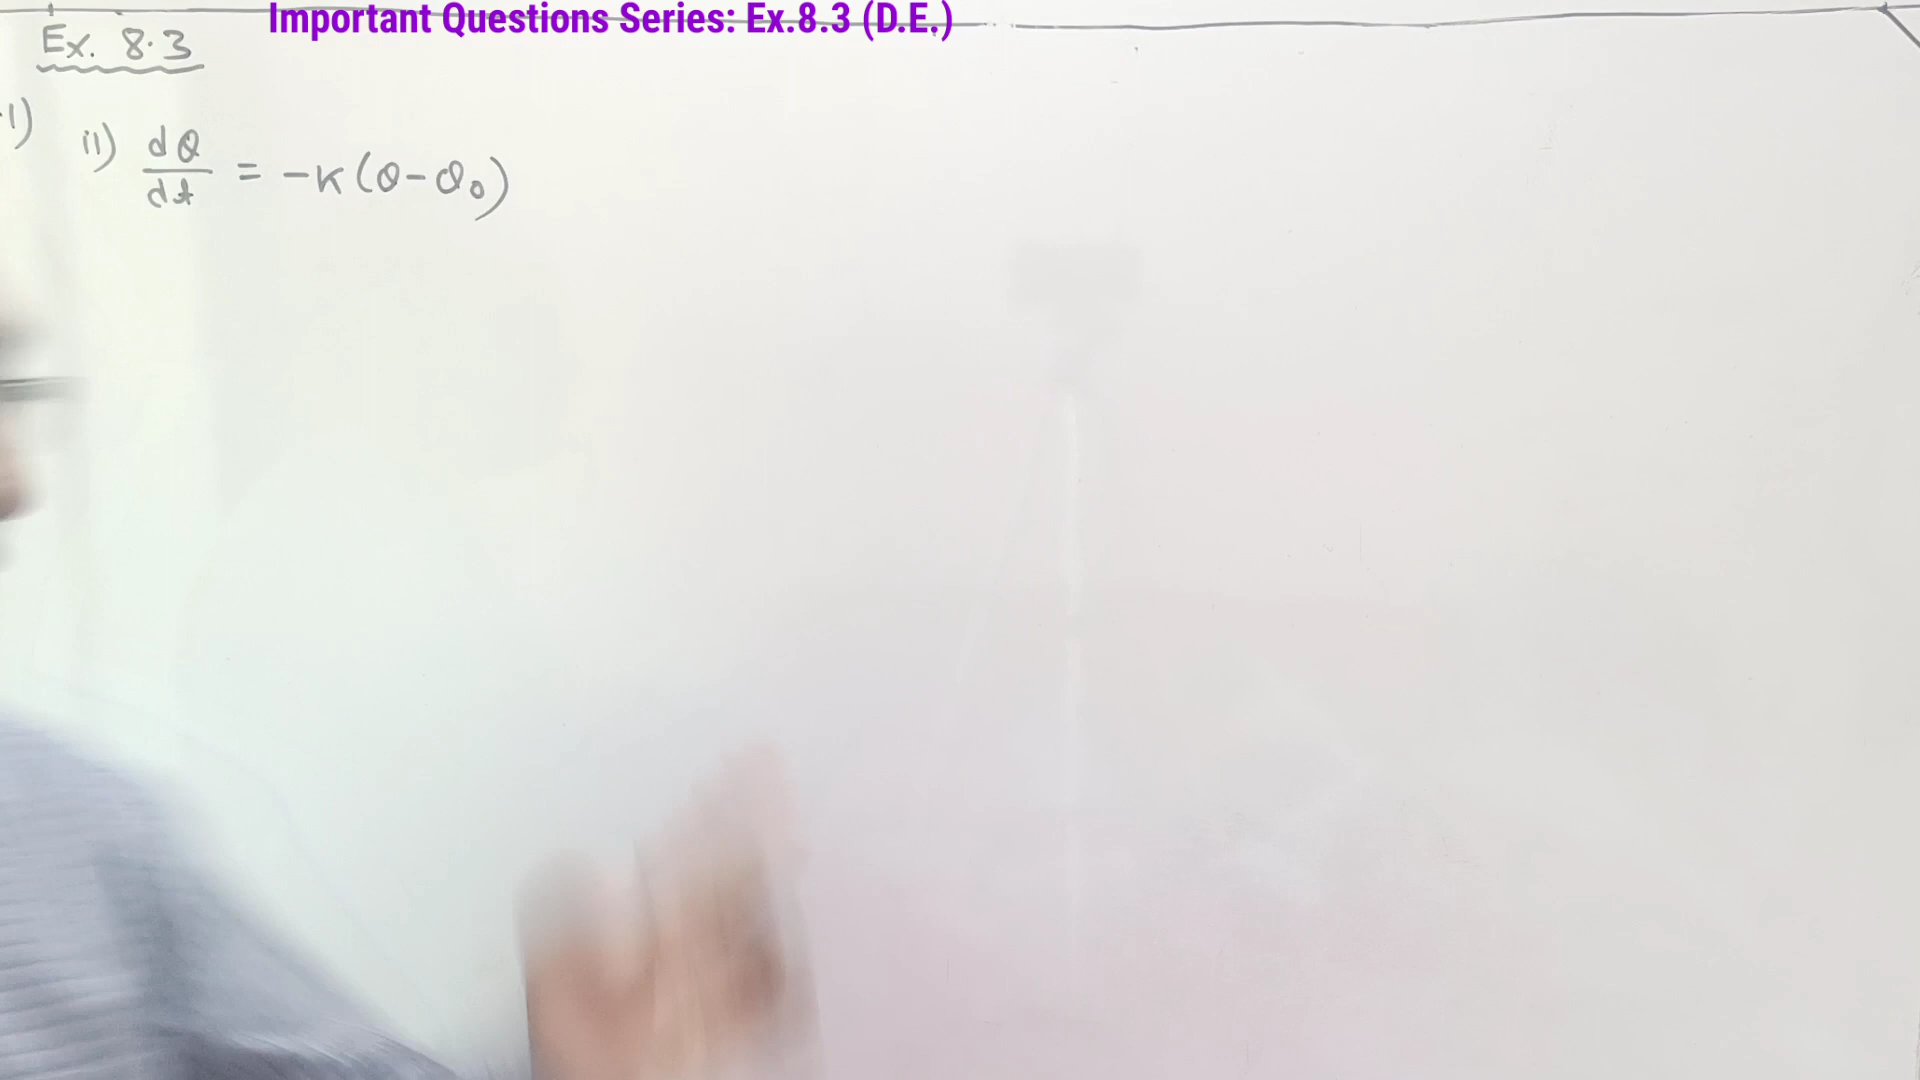 Important Questions Series: Ex.8.3 (D.E.)
Ex. 8.3
1)
ii) dθ/dt = -K(θ-θ₀)